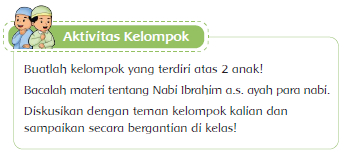 Aktivitas Kelompok
Buatlah kelompok yang terdiri atas 2 anak!
Bacalah materi tentang Nabi Ibrahim a.s. ayah para nabi.
Diskusikan dengan teman kelompok kalian dan
sampaikan secara bergantian di kelas!